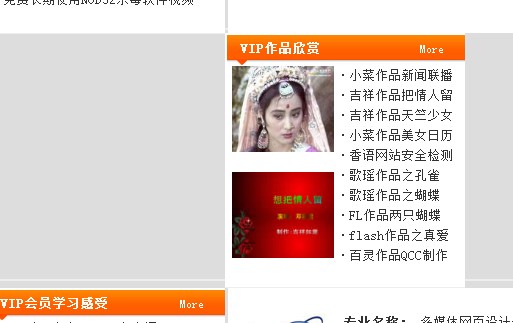 免费长期使用NOD32杀毒软件视频
VIP作品欣赏 More
·小菜作品新闻联播
·吉祥作品把情人留
·吉祥作品天竺少女
·小菜作品美女日历
·香语网站安全检测
·歌瑶作品之孔雀
·歌瑶作品之蝴蝶
·FL作品两只蝴蝶
·flash作品之真爱
·百灵作品QCC制作
想把情人留
制作:吉祥如意
VIP会员学习感受 More
专业名称: 多媒体网页设计